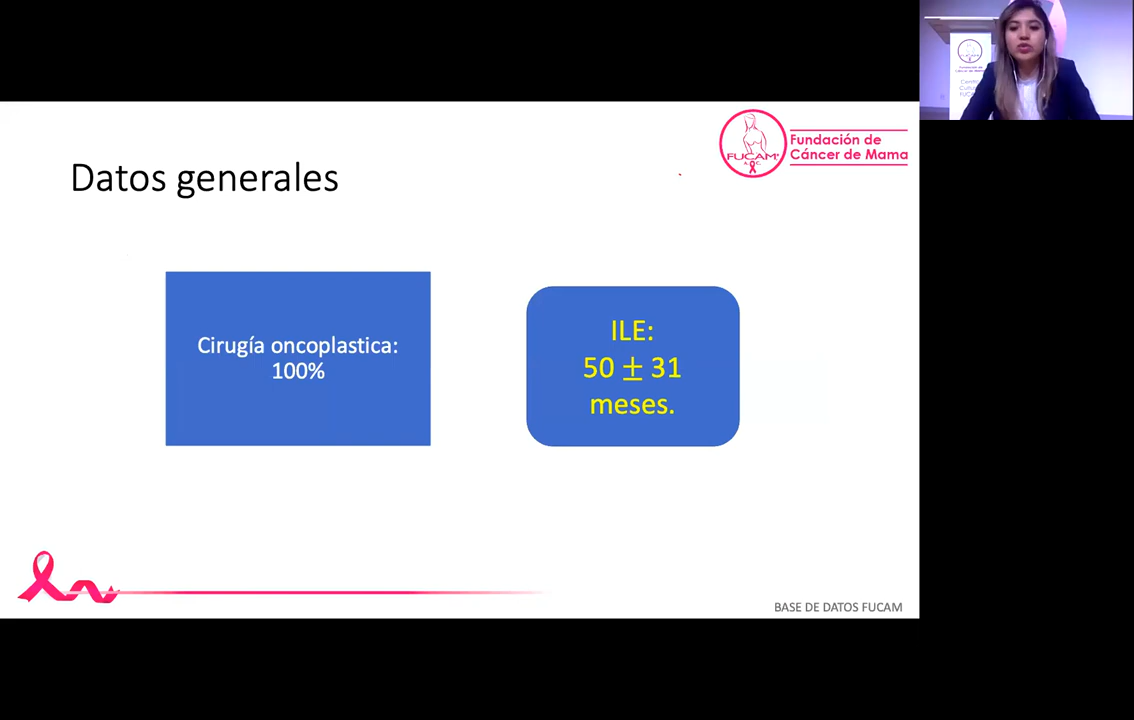 Datos generales
FUCAM
A. C.
Fundación de
Cáncer de Mama
Cirugía oncoplastica:
100%
ILE:
50 ± 31
meses.
BASE DE DATOS FUCAM